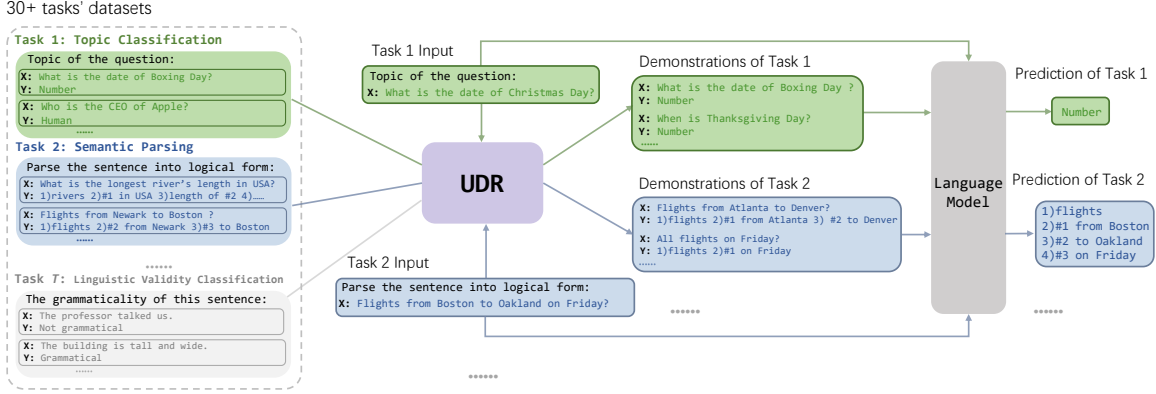 30+ tasks' datasets
Task 1: Topic Classification
Topic of the question:
X: What is the date of Boxing Day?
Y: Number
X: Who is the CEO of Apple?
Y: Human
......
Task 2: Semantic Parsing
Parse the sentence into logical form:
X: What is the longest river's length in USA?
Y: 1)rivers 2)#1 in USA 3)length of #2 4)……
X: Flights from Newark to Boston ?
Y: 1)flights 2)#2 from Newark 3)#3 to Boston
......
......
Task T: Linguistic Validity Classification
The grammaticality of this sentence:
X: The professor talked us.
Y: Not grammatical
X: The building is tall and wide.
Y: Grammatical
......
Task 1 Input
Topic of the question:
X: What is the date of Christmas Day?
UDR
Task 2 Input
Parse the sentence into logical form:
X: Flights from Boston to Oakland on Friday?
......
Demonstrations of Task 1
X: What is the date of Boxing Day ?
Y: Number
X: When is Thanksgiving Day?
Y: Number
......
Demonstrations of Task 2
X: Flights from Atlanta to Denver?
Y: 1)flights 2)#1 from Atlanta 3) #2 to Denver
X: All flights on Friday?
Y: 1)flights 2)#1 on Friday
......
......
Language
Model
Prediction of Task 1
Number
Prediction of Task 2
1)flights
2)#1 from Boston
3)#2 to Oakland
4)#3 on Friday
......